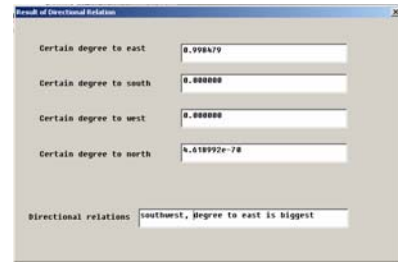 Result of Directional Relation
Certain degree to east 0.998479
Certain degree to south 0.000000
Certain degree to west 0.000000
Certain degree to north 4.618992e-78
Directional relations southwest, degree to east is biggest